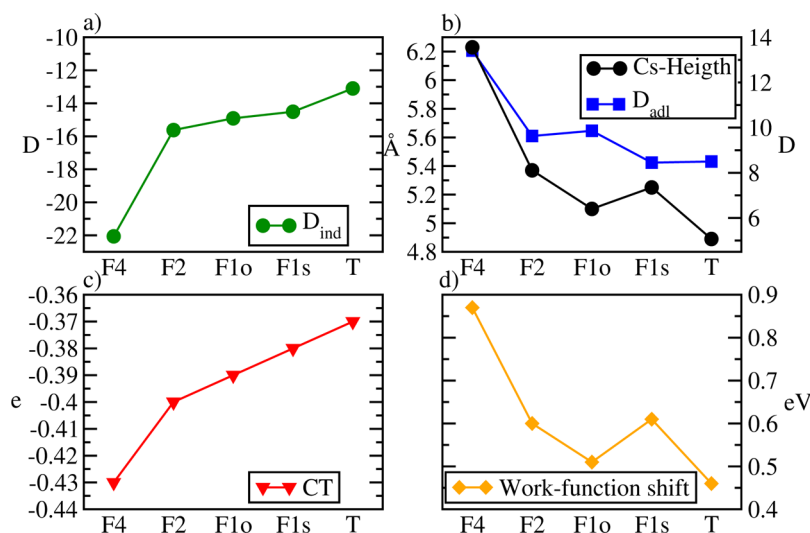 a)
-10
-12
-14
-16
-18
-20
-22
D
D_ind
F4 F2 F1o F1s T
b)
6.2
6
5.8
5.6
5.4
5.2
5
4.8
Å
14
12
10
8
6
D
Cs-Heigth
D_adl
F4 F2 F1o F1s T
c)
-0.36
-0.37
-0.38
-0.39
-0.4
-0.41
-0.42
-0.43
-0.44
e
CT
F4 F2 F1o F1s T
d)
0.9
0.8
0.7
0.6
0.5
0.4
eV
Work-function shift
F4 F2 F1o F1s T